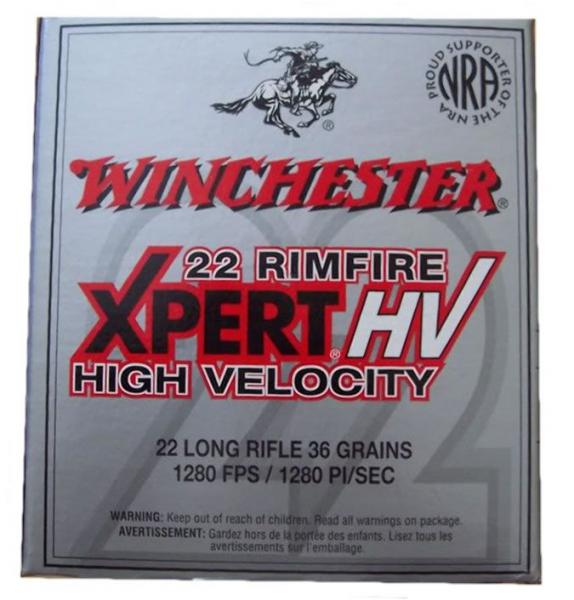 PROUD SUPPORTER OF THE NRA
NRA
®
WINCHESTER®
22
22 RIMFIRE
XPERT® HV
HIGH VELOCITY
22 LONG RIFLE 36 GRAINS
1280 FPS / 1280 PI/SEC
WARNING: Keep out of reach of children. Read all warnings on package.
AVERTISSEMENT: Gardez hors de la portée des enfants. Lisez tous les
avertissements sur l'emballage.